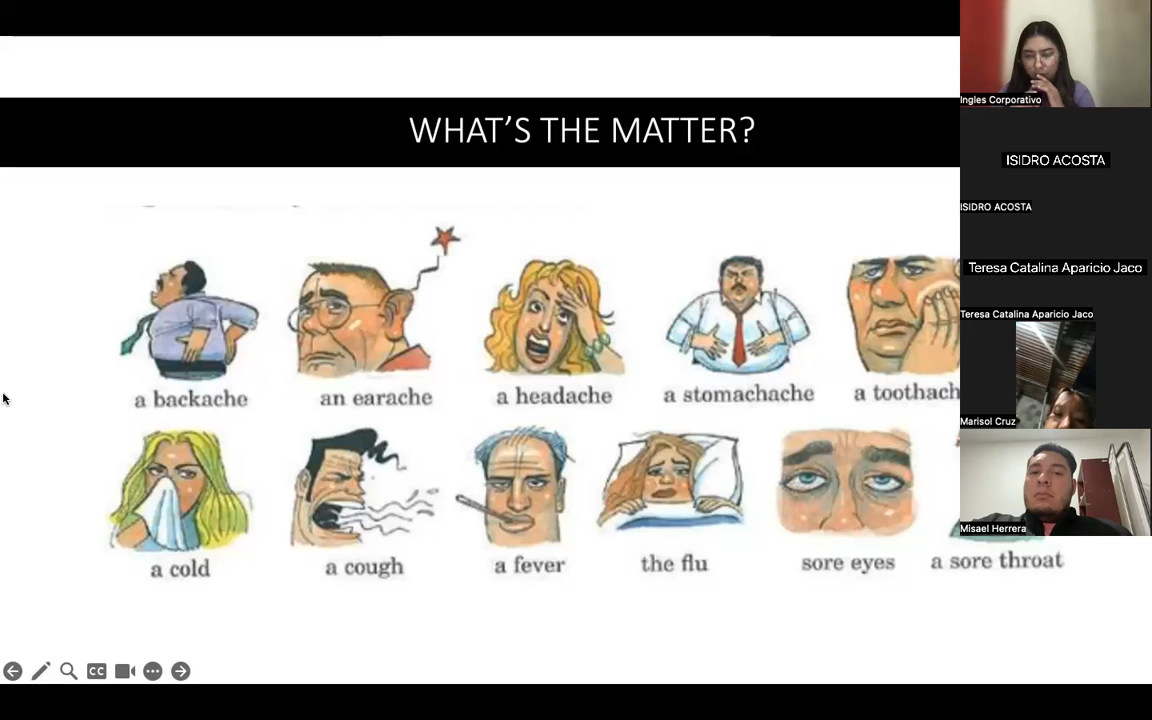 WHAT'S THE MATTER?
a backache
an earache
a headache
a stomachache
a toothach
a cold
a cough
a fever
the flu
sore eyes
a sore throat
CC
Ingles Corporativo
ISIDRO ACOSTA
ISIDRO ACOSTA
Teresa Catalina Aparicio Jaco
Teresa Catalina Aparicio Jaco
Marisol Cruz
Misael Herrera